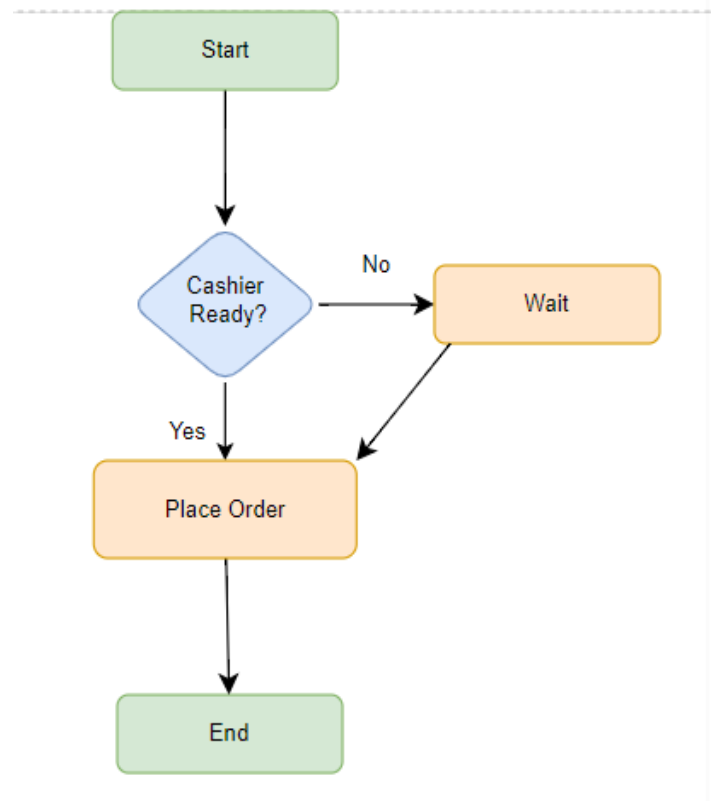 Start
Cashier
Ready?
No
Wait
Yes
Place Order
End